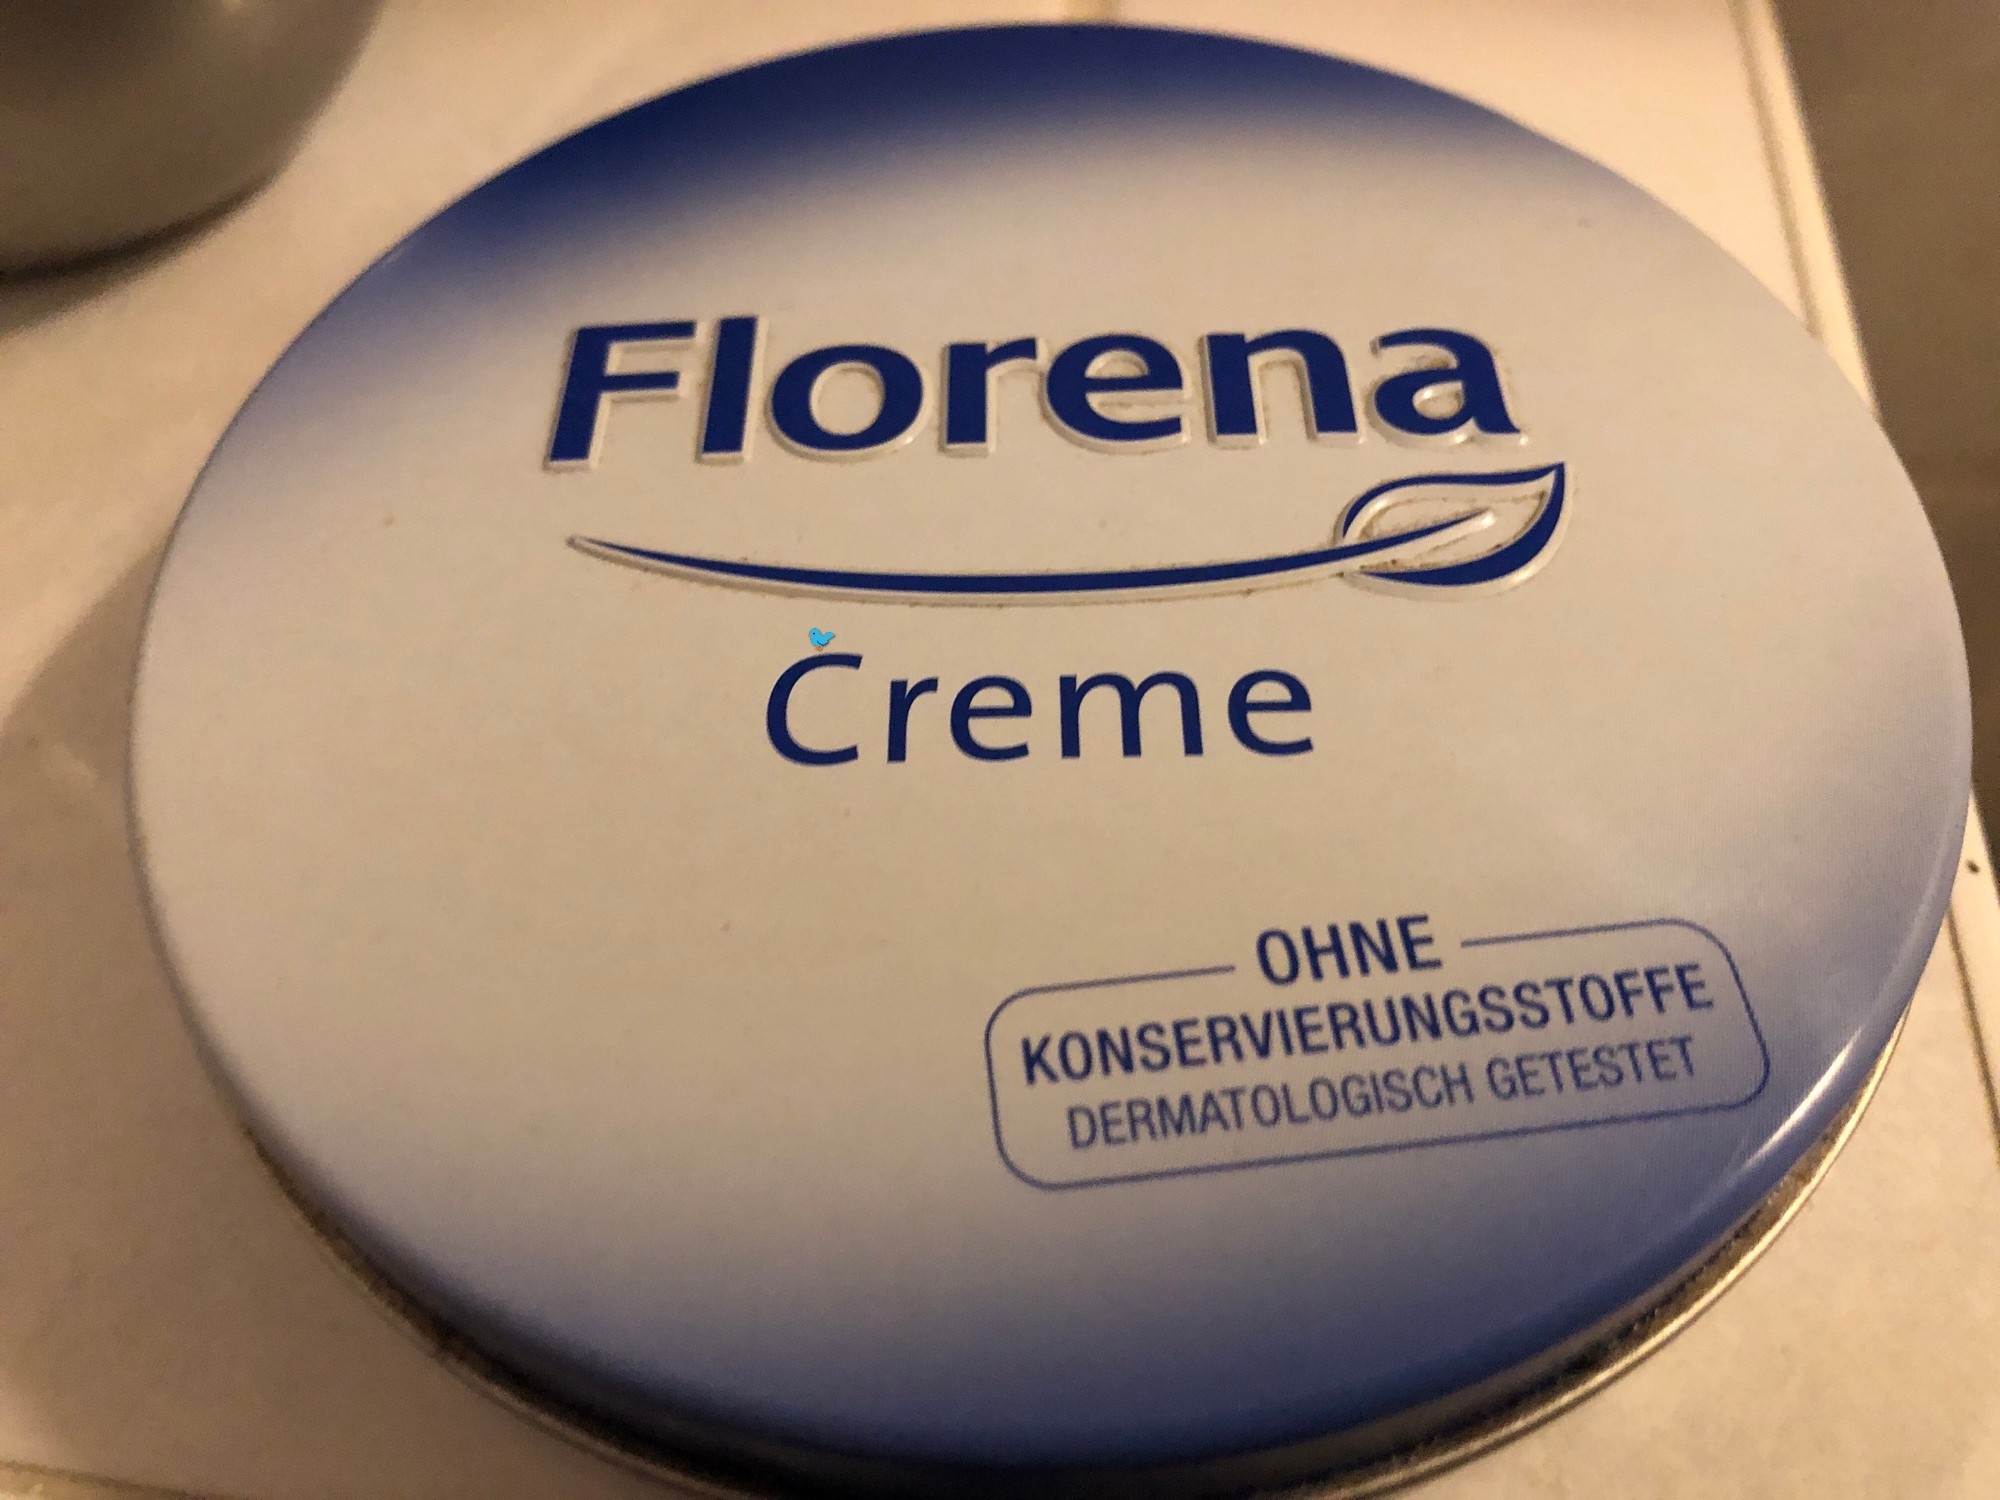 Florena
Creme
OHNE
KONSERVIERUNGSSTOFFE
DERMATOLOGISCH GETESTET